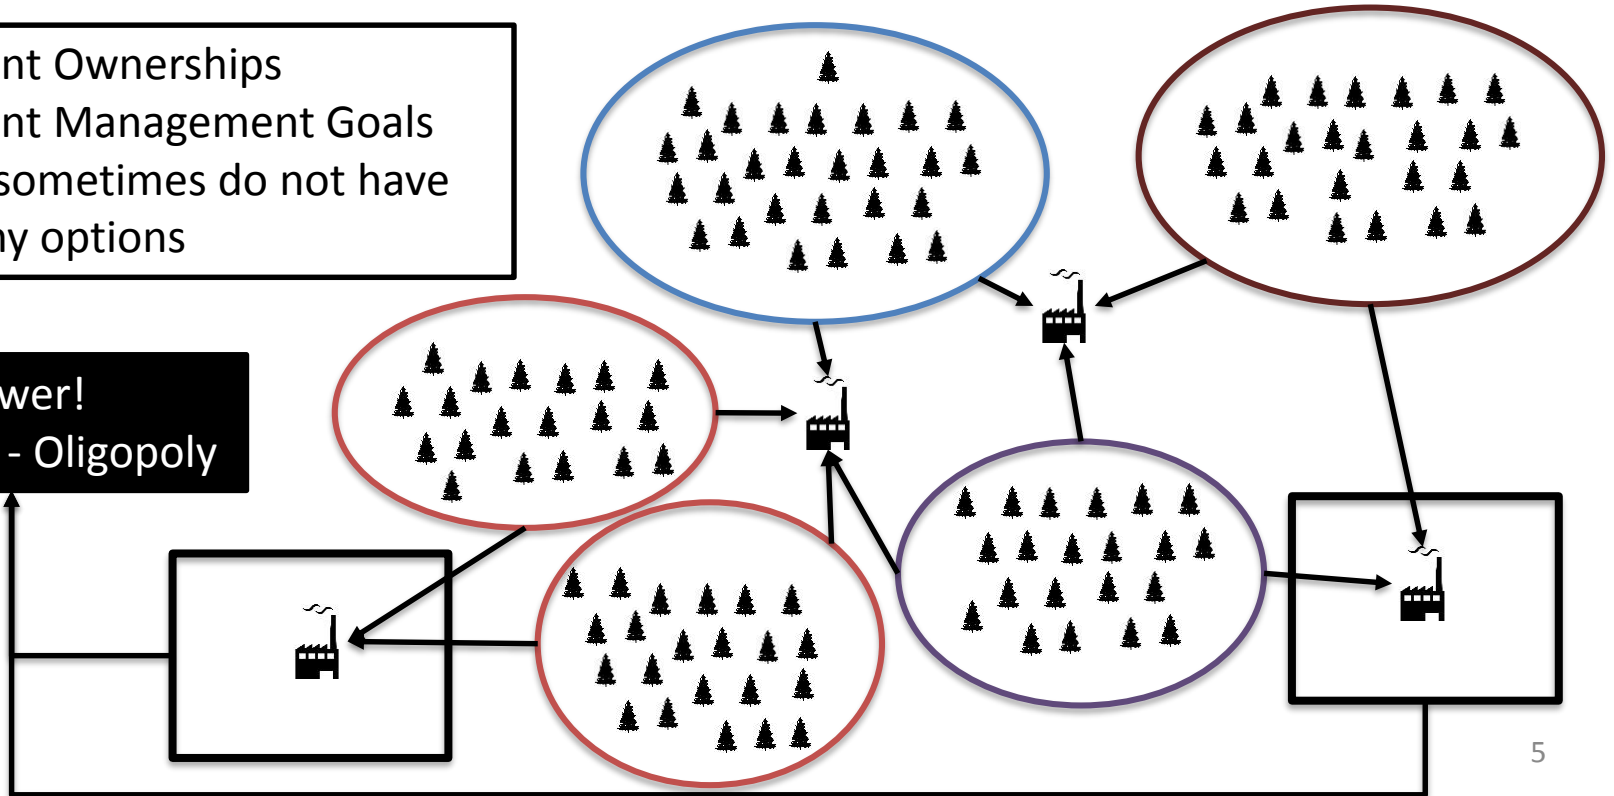 nt Ownerships
nt Management Goals
sometimes do not have
ny options
wer!
- Oligopoly
5